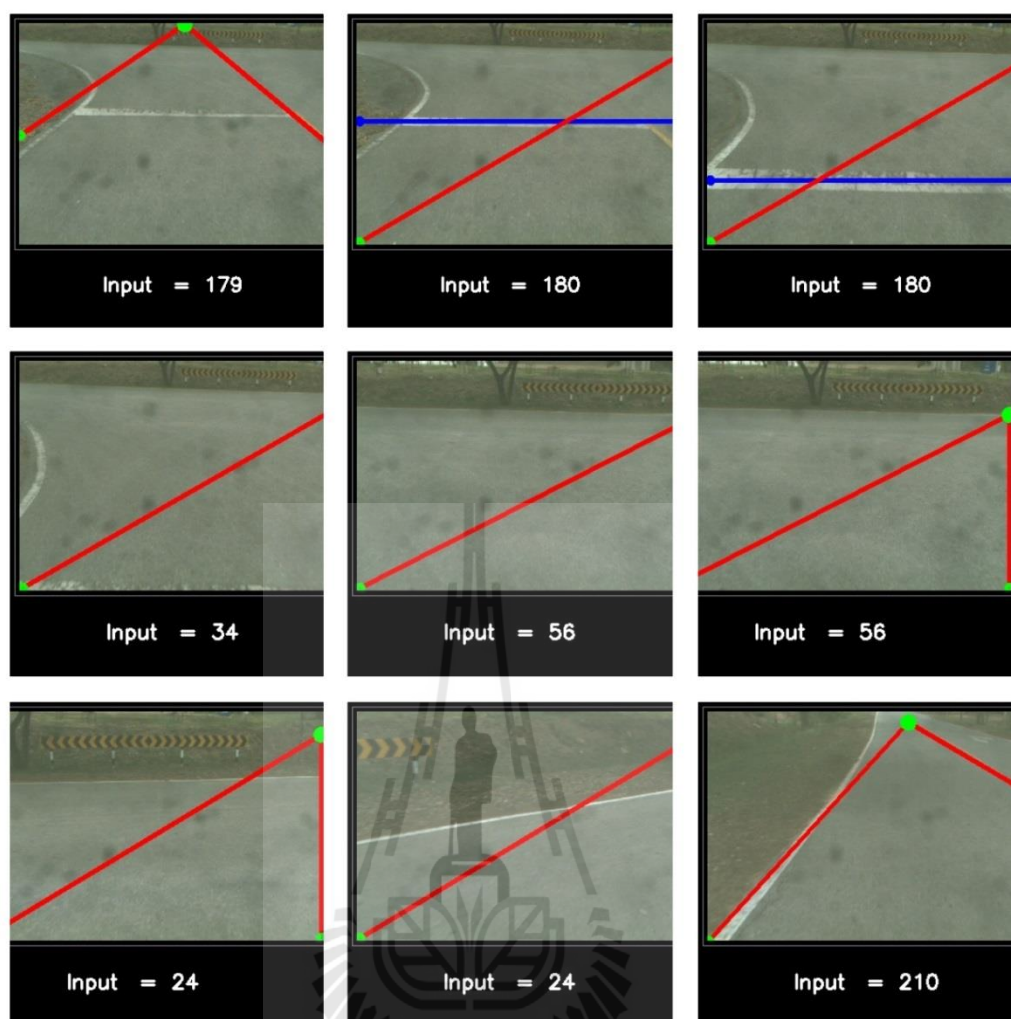 Input = 179
Input = 180
Input = 180
Input = 34
Input = 56
Input = 56
Input = 24
Input = 24
Input = 210